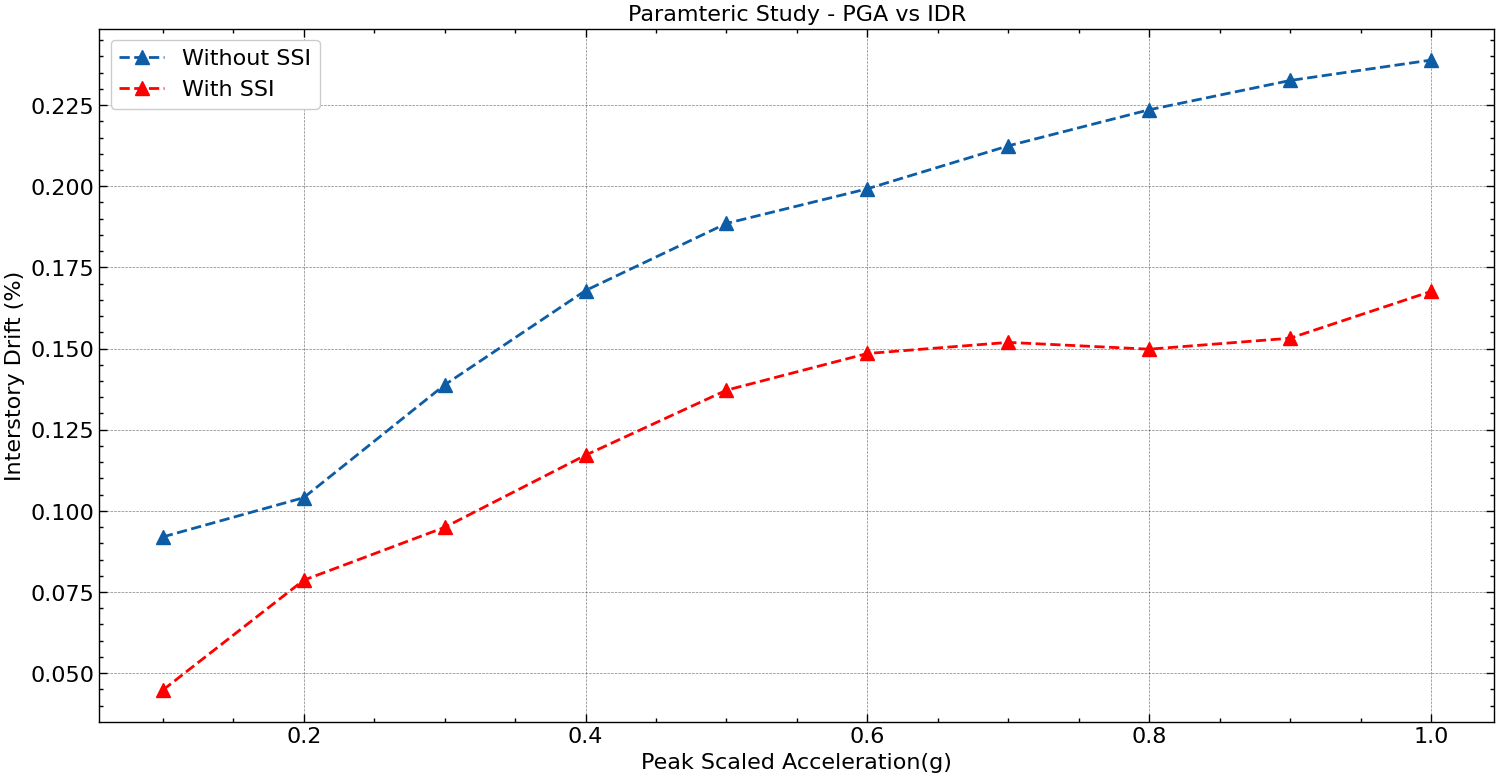 Paramteric Study - PGA vs IDR
Without SSI
With SSI
Interstory Drift (%)
0.225
0.200
0.175
0.150
0.125
0.100
0.075
0.050
0.2 0.4 0.6 0.8 1.0
Peak Scaled Acceleration(g)